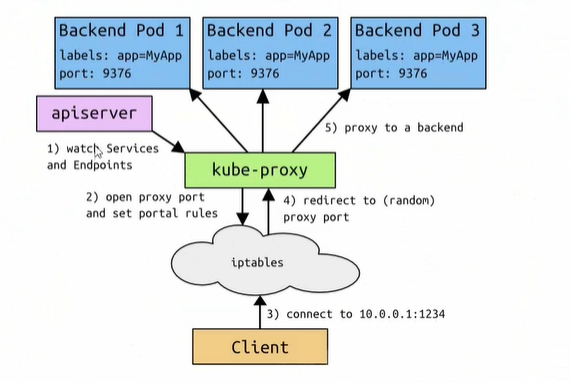 Backend Pod 1
labels: app=MyApp
port: 9376
Backend Pod 2
labels: app=MyApp
port: 9376
Backend Pod 3
labels: app=MyApp
port: 9376
apiserver
1) watch Services
and Endpoints
kube-proxy
5) proxy to a backend
2) open proxy port
and set portal rules
4) redirect to (random)
proxy port
iptables
3) connect to 10.0.0.1:1234
Client